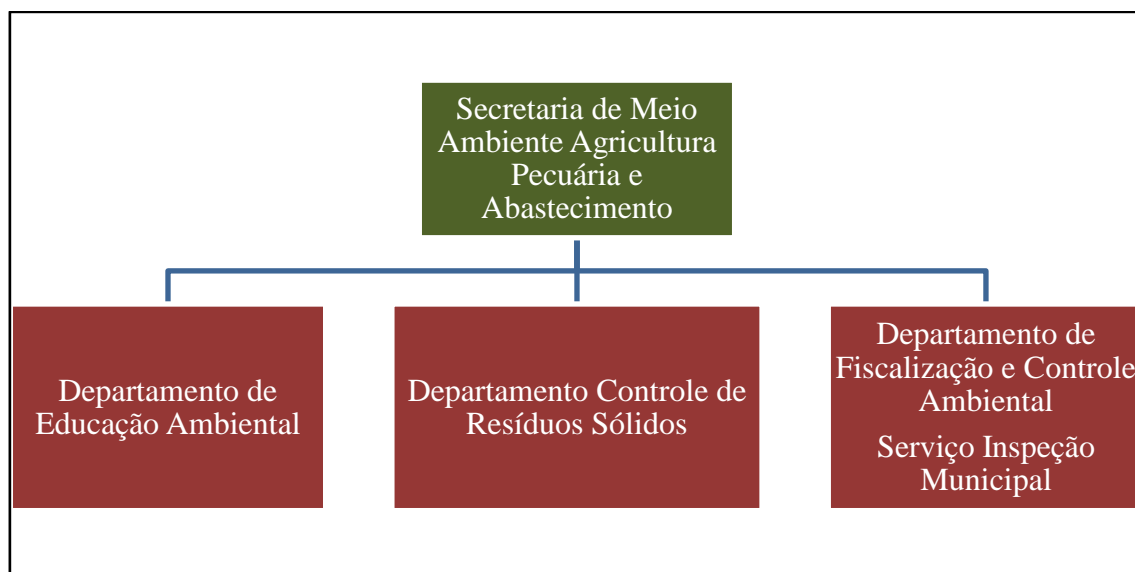 Secretaria de Meio
Ambiente Agricultura
Pecuária e
Abastecimento
Departamento de
Educação Ambiental
Departamento Controle de
Resíduos Sólidos
Departamento de
Fiscalização e Controle
Ambiental
Serviço Inspeção
Municipal